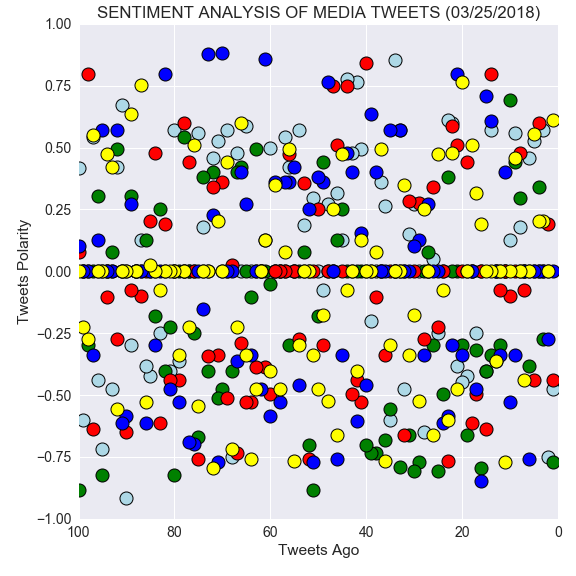 SENTIMENT ANALYSIS OF MEDIA TWEETS (03/25/2018)
1.00
0.75
0.50
0.25
0.00
−0.25
−0.50
−0.75
−1.00
Tweets Polarity
100 80 60 40 20 0
Tweets Ago